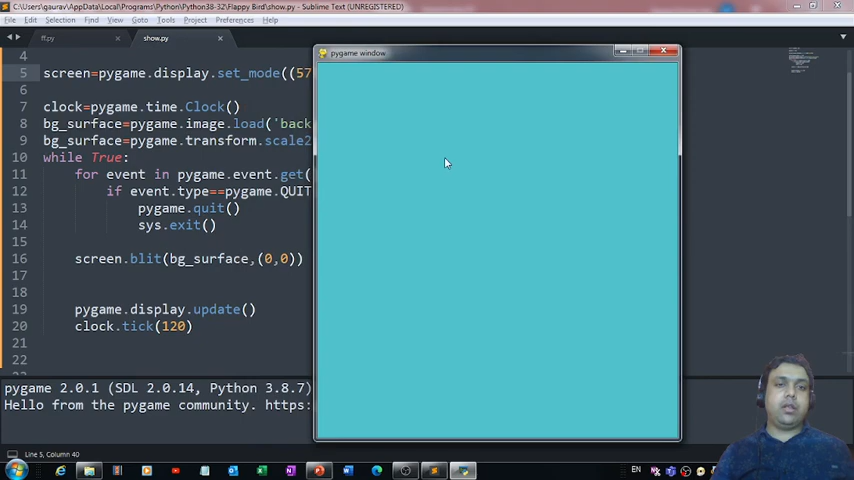 C:\Users\gaurav\AppData\Local\Programs\Python\Python38-32\Flappy Bird\show.py - Sublime Text (UNREGISTERED)
File Edit Selection Find View Goto Tools Project Preferences Help
ff.py show.py
pygame window
4
5 screen=pygame.display.set_mode((57
6
7 clock=pygame.time.Clock()
8 bg_surface=pygame.image.load('back
9 bg_surface=pygame.transform.scale2
10 while True:
11 for event in pygame.event.get(
12 if event.type==pygame.QUIT
13 pygame.quit()
14 sys.exit()
15
16 screen.blit(bg_surface,(0,0))
17
18
19 pygame.display.update()
20 clock.tick(120)
21
22
pygame 2.0.1 (SDL 2.0.14, Python 3.8.7)
Hello from the pygame community. https:
Line 5, Column 40
EN